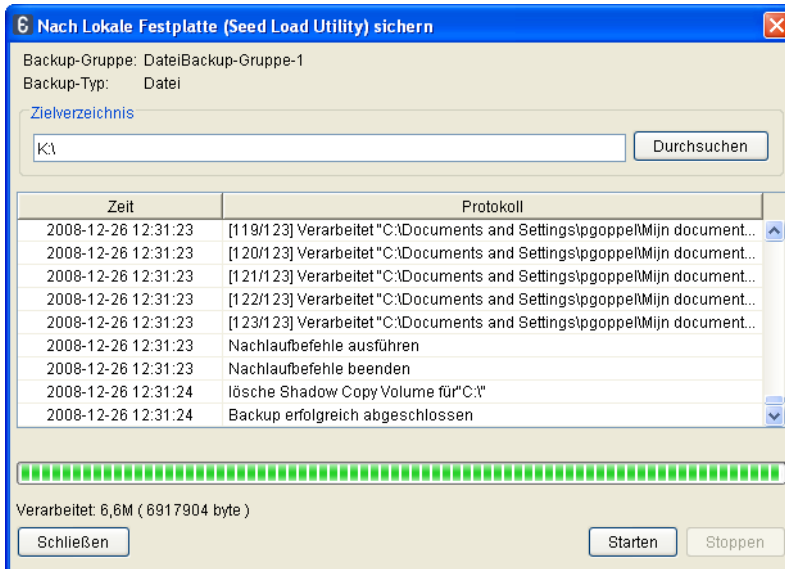 Nach Lokale Festplatte (Seed Load Utility) sichern
Backup-Gruppe: DateiBackup-Gruppe-1
Backup-Typ: Datei
Zielverzeichnis
K:\
Durchsuchen
Zeit Protokoll
2008-12-26 12:31:23 [119/123] Verarbeitet "C:\Documents and Settings\pgoppel\Mijn document...
2008-12-26 12:31:23 [120/123] Verarbeitet "C:\Documents and Settings\pgoppel\Mijn document...
2008-12-26 12:31:23 [121/123] Verarbeitet "C:\Documents and Settings\pgoppel\Mijn document...
2008-12-26 12:31:23 [122/123] Verarbeitet "C:\Documents and Settings\pgoppel\Mijn document...
2008-12-26 12:31:23 [123/123] Verarbeitet "C:\Documents and Settings\pgoppel\Mijn document...
2008-12-26 12:31:23 Nachlaufbefehle ausführen
2008-12-26 12:31:23 Nachlaufbefehle beenden
2008-12-26 12:31:24 lösche Shadow Copy Volume für"C:\"
2008-12-26 12:31:24 Backup erfolgreich abgeschlossen
Verarbeitet: 6,6M ( 6917904 byte )
Schließen Starten Stoppen